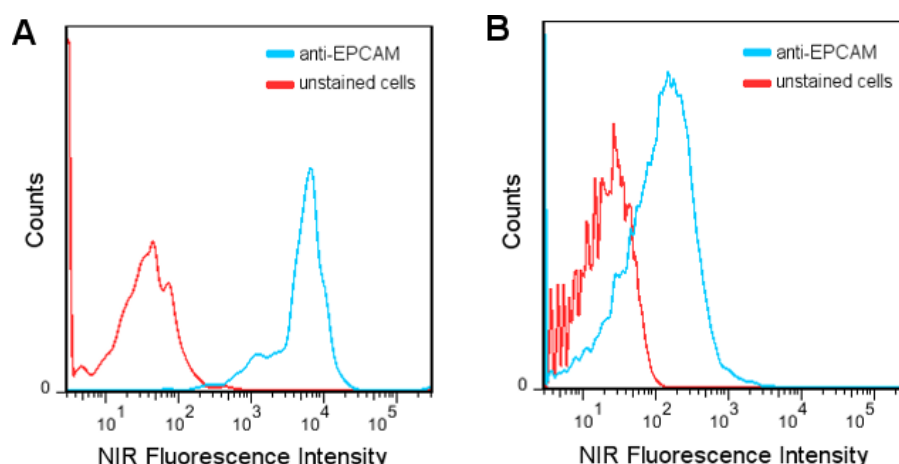 A
anti-EPCAM
unstained cells
Counts
0
10^1 10^2 10^3 10^4 10^5
NIR Fluorescence Intensity
B
anti-EPCAM
unstained cells
Counts
0
10^1 10^2 10^3 10^4 10^5
NIR Fluorescence Intensity